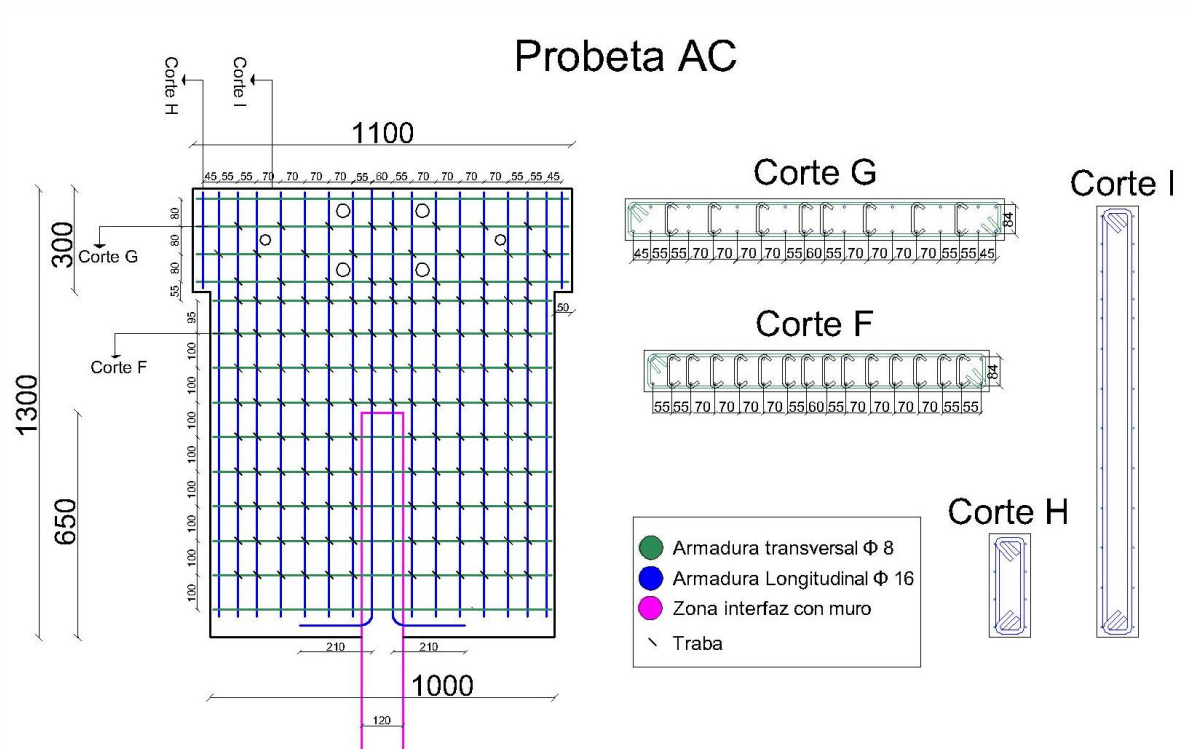 Probeta AC
Corte H
Corte I
1100
45 55 55 70 70 70 70 55 60 55 70 70 70 70 55 55 45
80
80
80
55
95
100
100
100
100
100
100
100
100
300
1300
650
Corte G
Corte F
50
210
210
1000
120
Corte G
84
45 55 55 70 70 70 70 55 60 55 70 70 70 70 55 55 45
Corte F
84
55 55 70 70 70 70 55 60 55 70 70 70 70 55 55
Corte I
Corte H
Armadura transversal Φ 8
Armadura Longitudinal Φ 16
Zona interfaz con muro
Traba